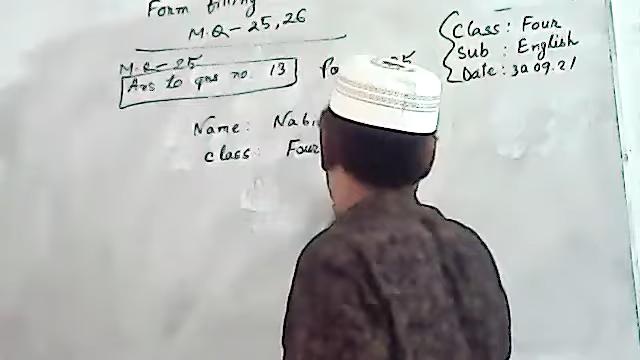 Form filling
M.Q - 25, 26
M.Q - 25
Ans to qns no. 13
Name: Nab
class: Four
Class: Four
Sub : English
Date: 30.09.21